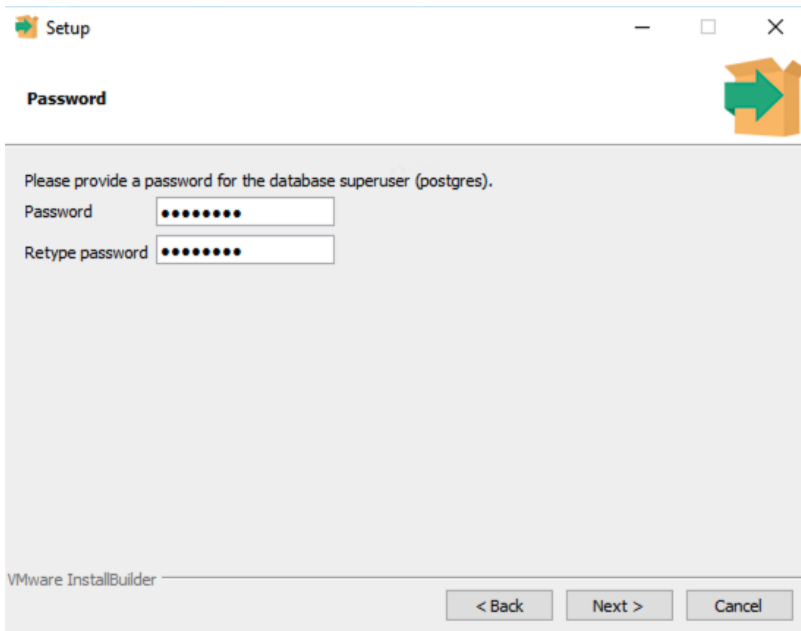 Setup
Password
Please provide a password for the database superuser (postgres).
Password ••••••••
Retype password ••••••••
VMware InstallBuilder
< Back Next > Cancel